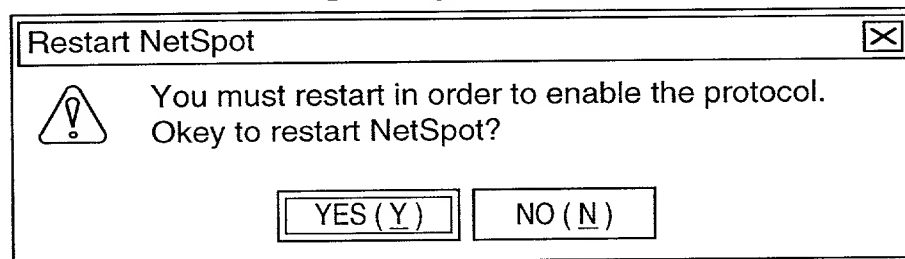 Restart NetSpot
You must restart in order to enable the protocol.
Okey to restart NetSpot?
YES (Y) NO (N)